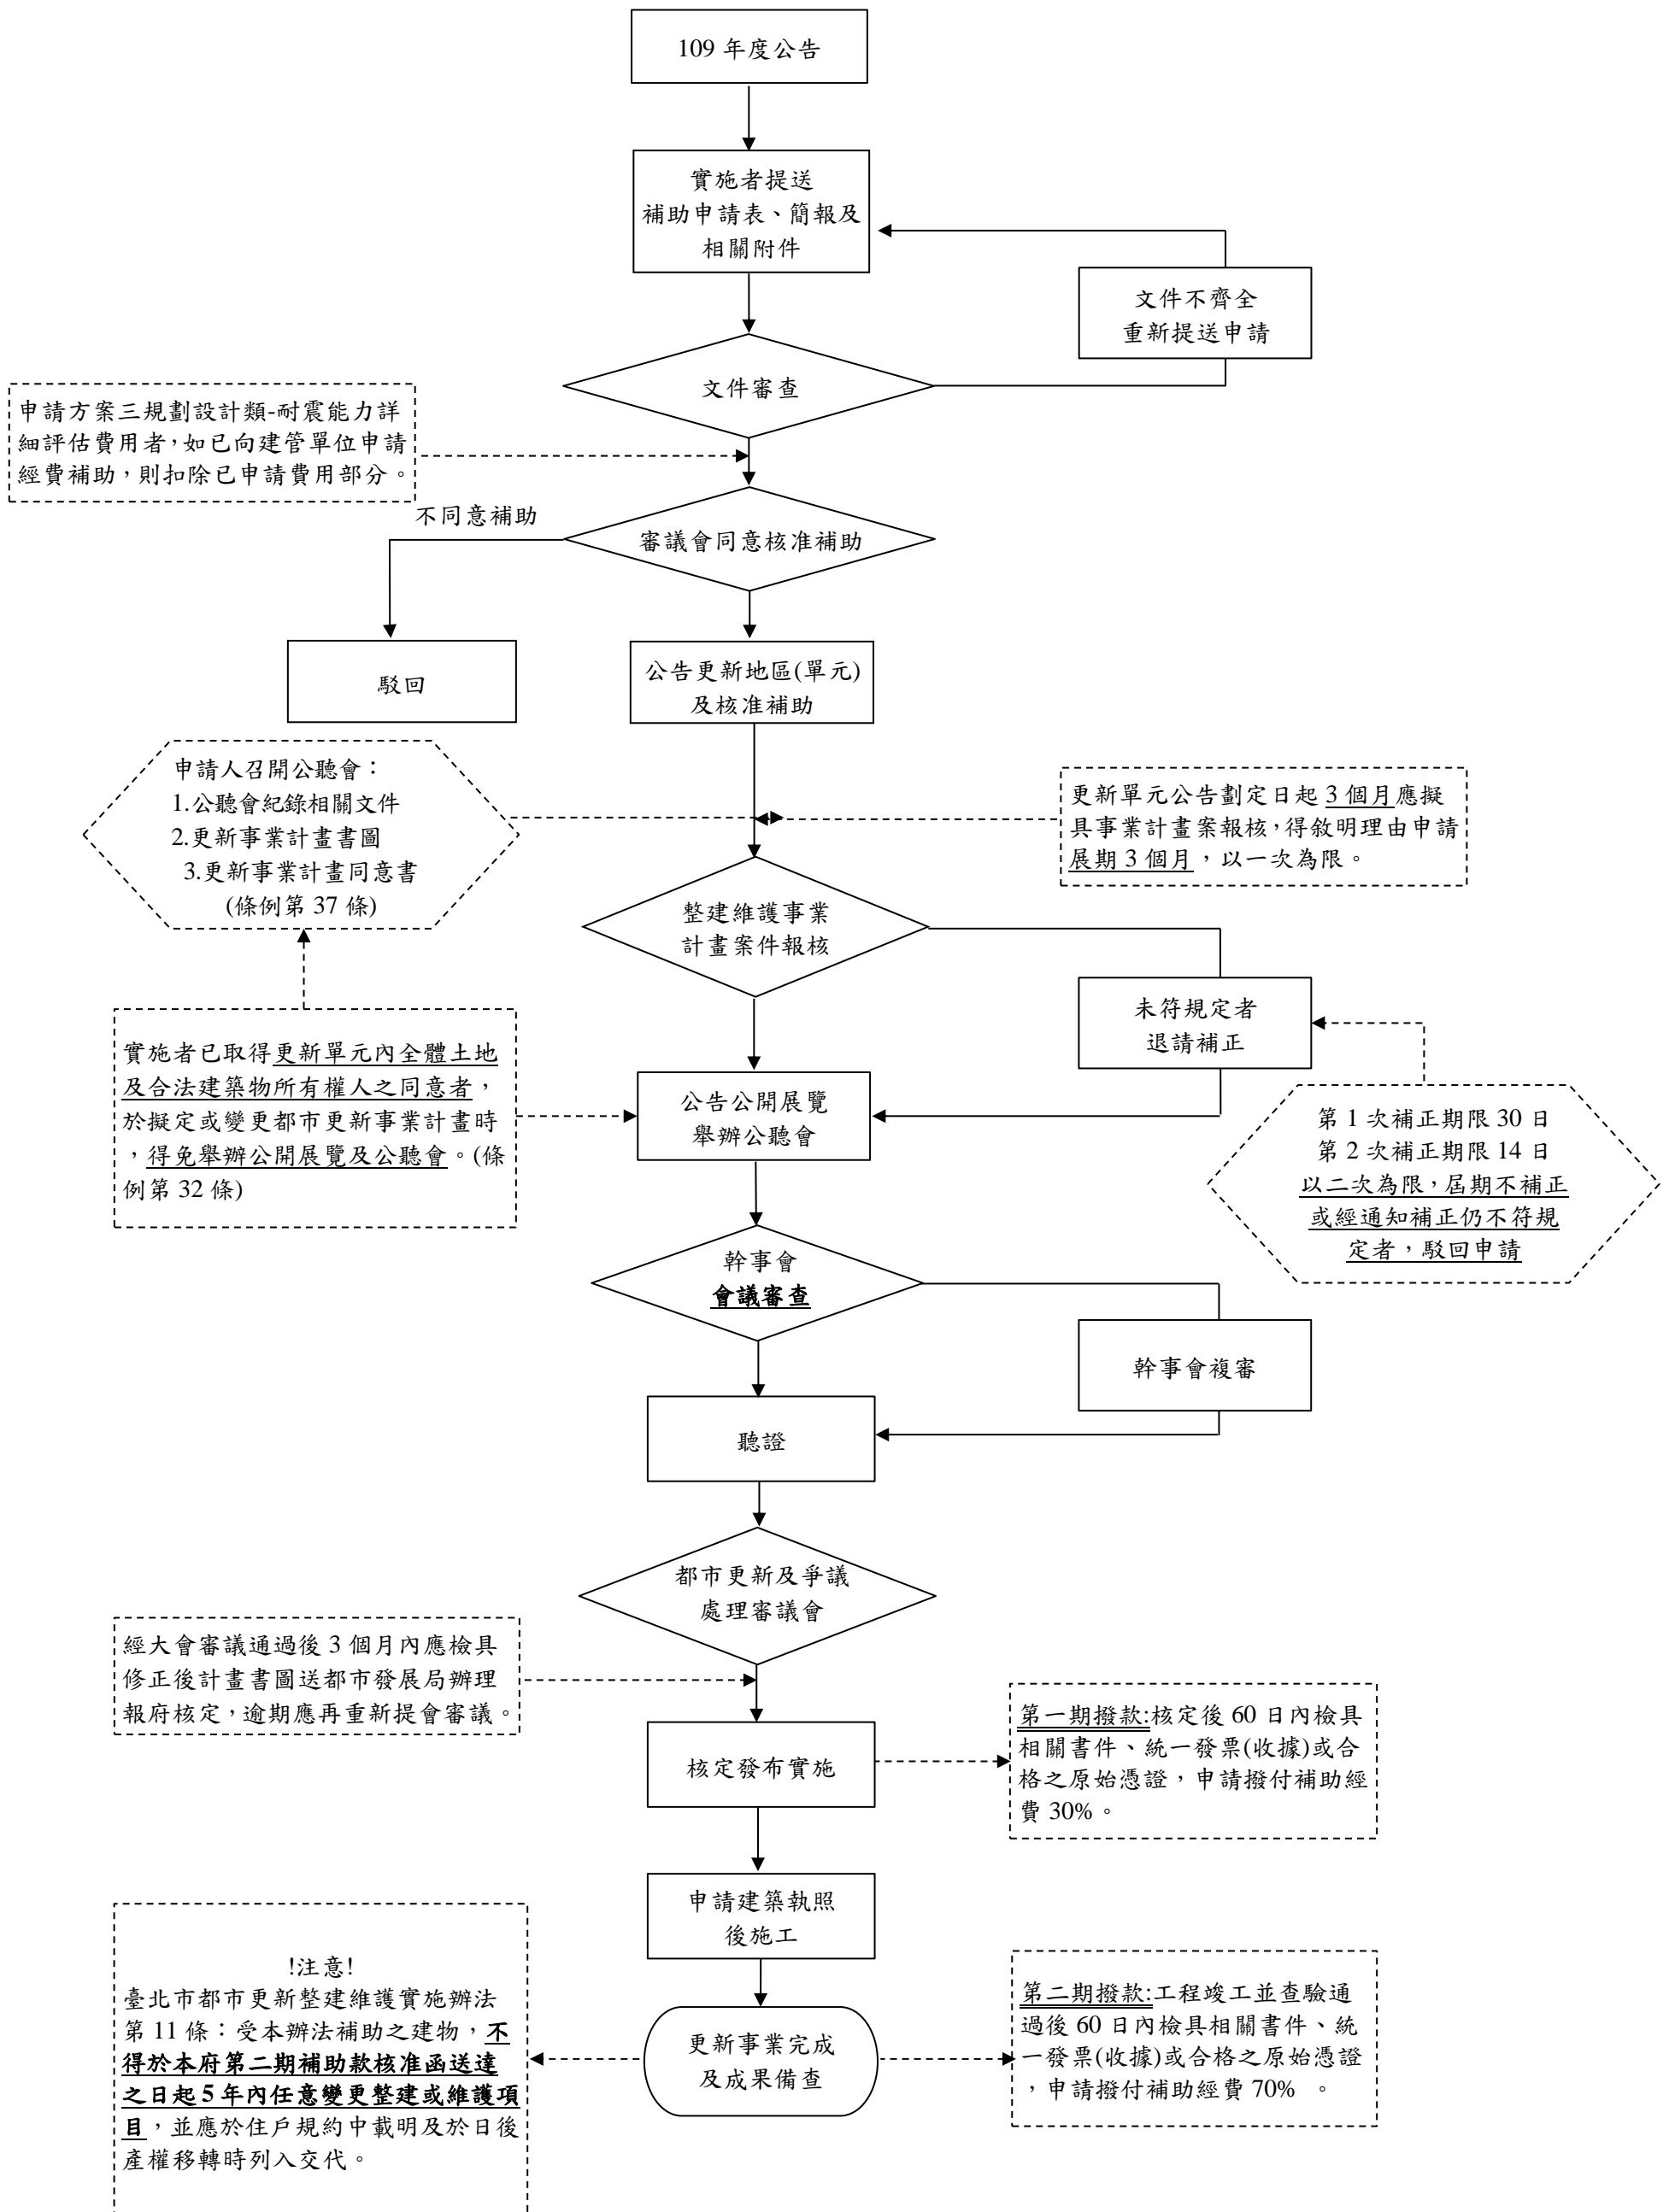 109 年度公告
實施者提送
補助申請表、簡報及
相關附件
文件不齊全
重新提送申請
文件審查
申請方案三規劃設計類-耐震能力詳
細評估費用者，如已向建管單位申請
經費補助，則扣除已申請費用部分。
不同意補助
審議會同意核准補助
駁回
公告更新地區(單元)
及核准補助
申請人召開公聽會：
1.公聽會紀錄相關文件
2.更新事業計畫書圖
3.更新事業計畫同意書
(條例第 37 條)
更新單元公告劃定日起 3 個月應擬
具事業計畫案報核，得敘明理由申請
展期 3 個月，以一次為限。
整建維護事業
計畫案件報核
未符規定者
退請補正
實施者已取得更新單元內全體土地
及合法建築物所有權人之同意者，
於擬定或變更都市更新事業計畫時
，得免舉辦公開展覽及公聽會。(條
例第 32 條)
公告公開展覽
舉辦公聽會
第 1 次補正期限 30 日
第 2 次補正期限 14 日
以二次為限，屆期不補正
或經通知補正仍不符規
定者，駁回申請
幹事會
會議審查
幹事會複審
聽證
都市更新及爭議
處理審議會
經大會審議通過後 3 個月內應檢具
修正後計畫書圖送都市發展局辦理
報府核定，逾期應再重新提會審議。
核定發布實施
第一期撥款:核定後 60 日內檢具
相關書件、統一發票(收據)或合
格之原始憑證，申請撥付補助經
費 30%。
申請建築執照
後施工
!注意!
臺北市都市更新整建維護實施辦法
第 11 條：受本辦法補助之建物，不
得於本府第二期補助款核准函送達
之日起 5 年內任意變更整建或維護項
目，並應於住戶規約中載明及於日後
產權移轉時列入交代。
更新事業完成
及成果備查
第二期撥款:工程竣工並查驗通
過後 60 日內檢具相關書件、統
一發票(收據)或合格之原始憑證
，申請撥付補助經費 70% 。